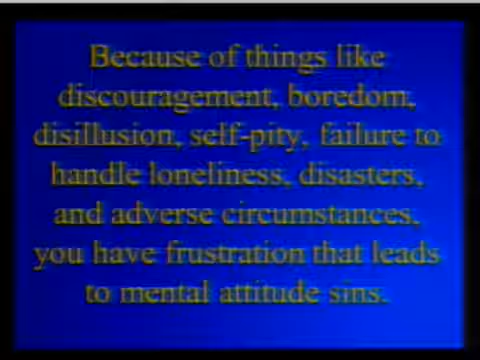 Because of things like
discouragement, boredom,
disillusion, self-pity, failure to
handle loneliness, disasters,
and adverse circumstances,
you have frustration that leads
to mental attitude sins.